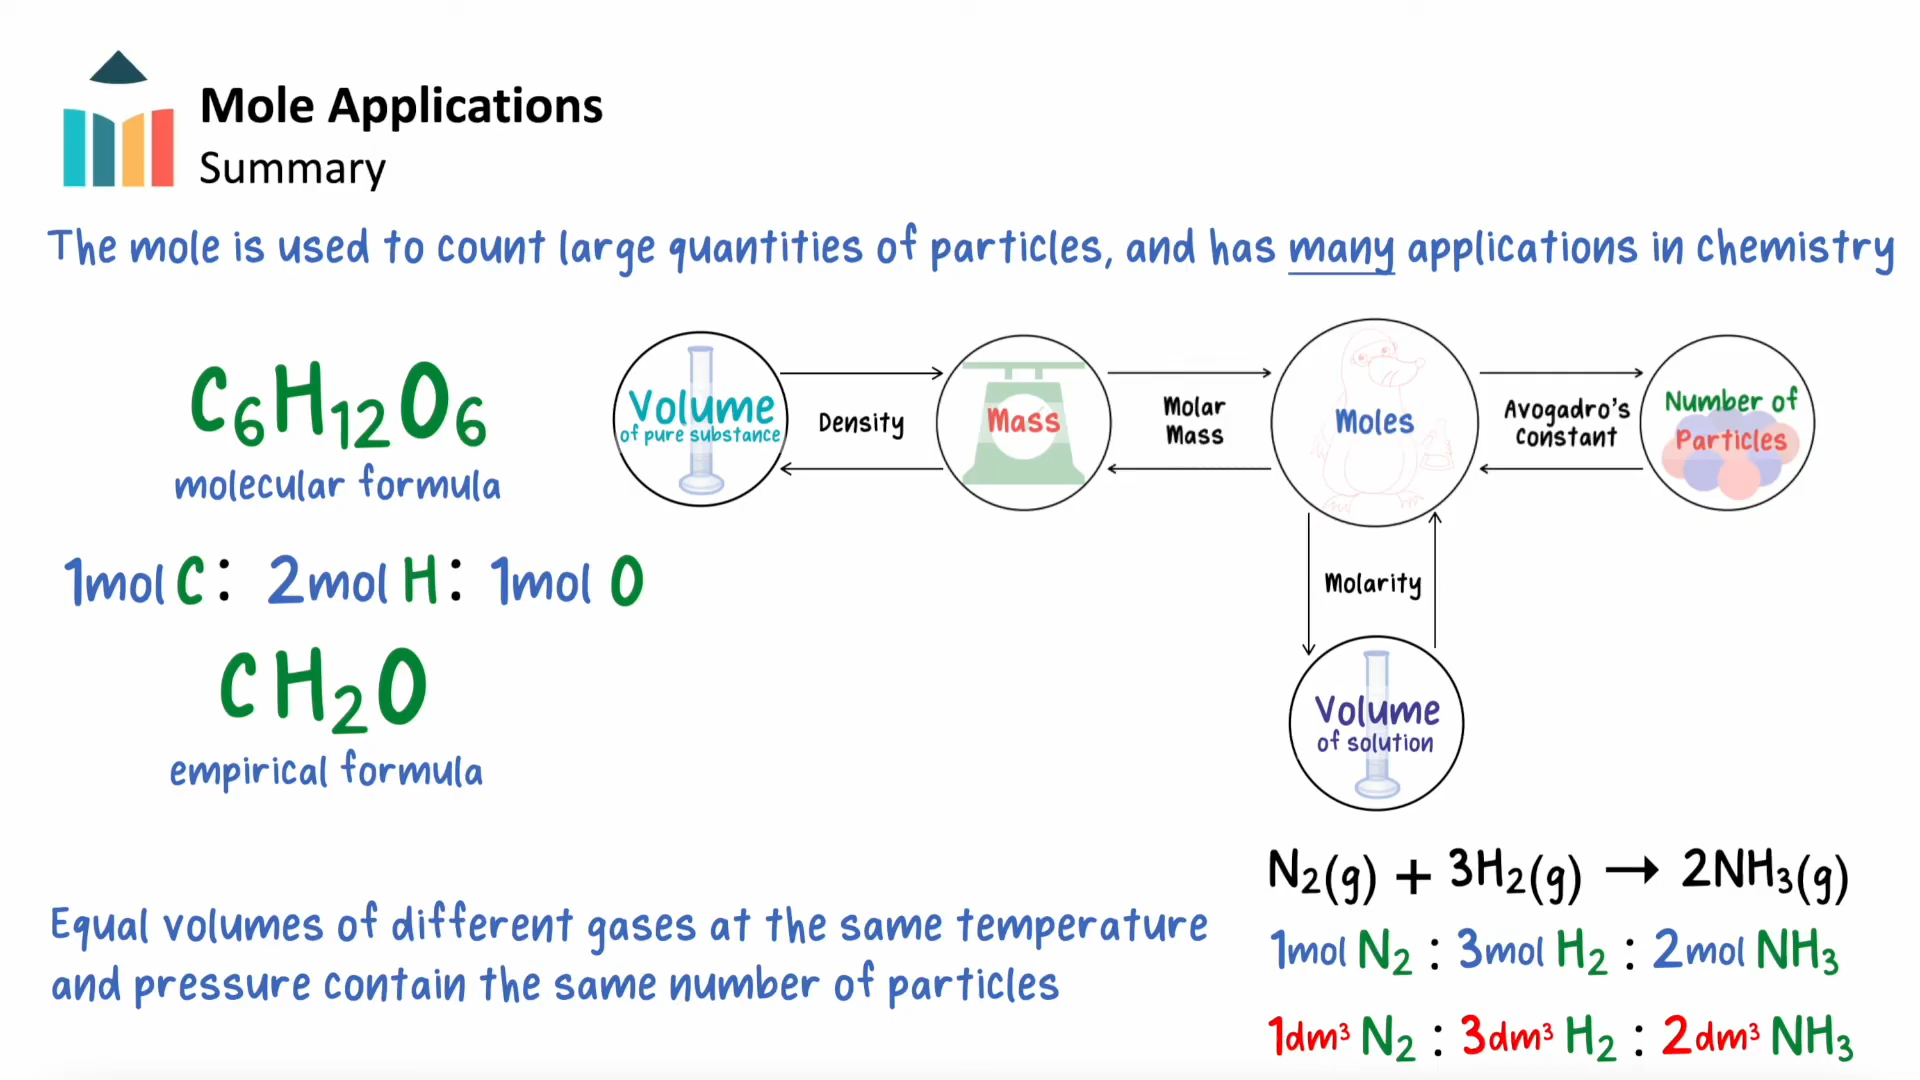 Mole Applications
Summary
The mole is used to count large quantities of particles, and has many applications in chemistry
C₆H₁₂O₆
molecular formula
1mol C : 2mol H : 1mol O
CH₂O
empirical formula
Volume
of pure substance
Density
Mass
Molar
Mass
Moles
Avogadro's
Constant
Number of
Particles
Molarity
Volume
of solution
Equal volumes of different gases at the same temperature
and pressure contain the same number of particles
N₂(g) + 3H₂(g) → 2NH₃(g)
1mol N₂ : 3mol H₂ : 2mol NH₃
1dm³ N₂ : 3dm³ H₂ : 2dm³ NH₃